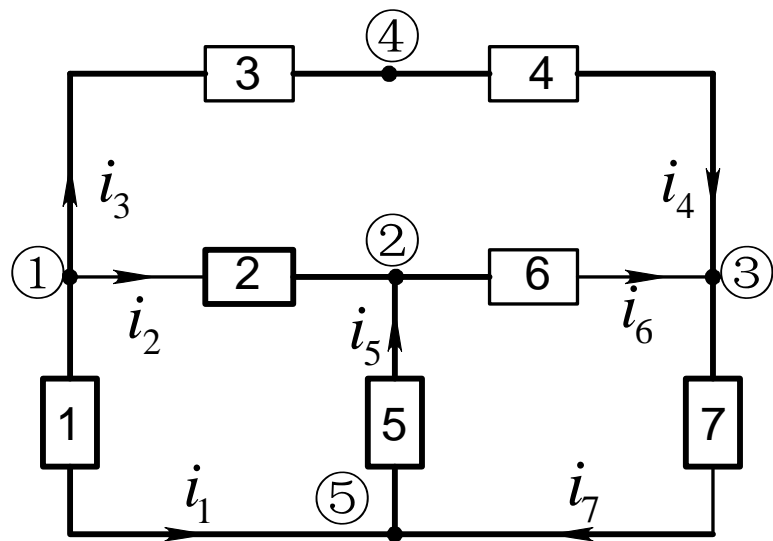 ④
3 4
i₃ i₄
① 2 ② 6 ③
i₂ i₅ i₆
1 5 7
i₁ ⑤ i₇